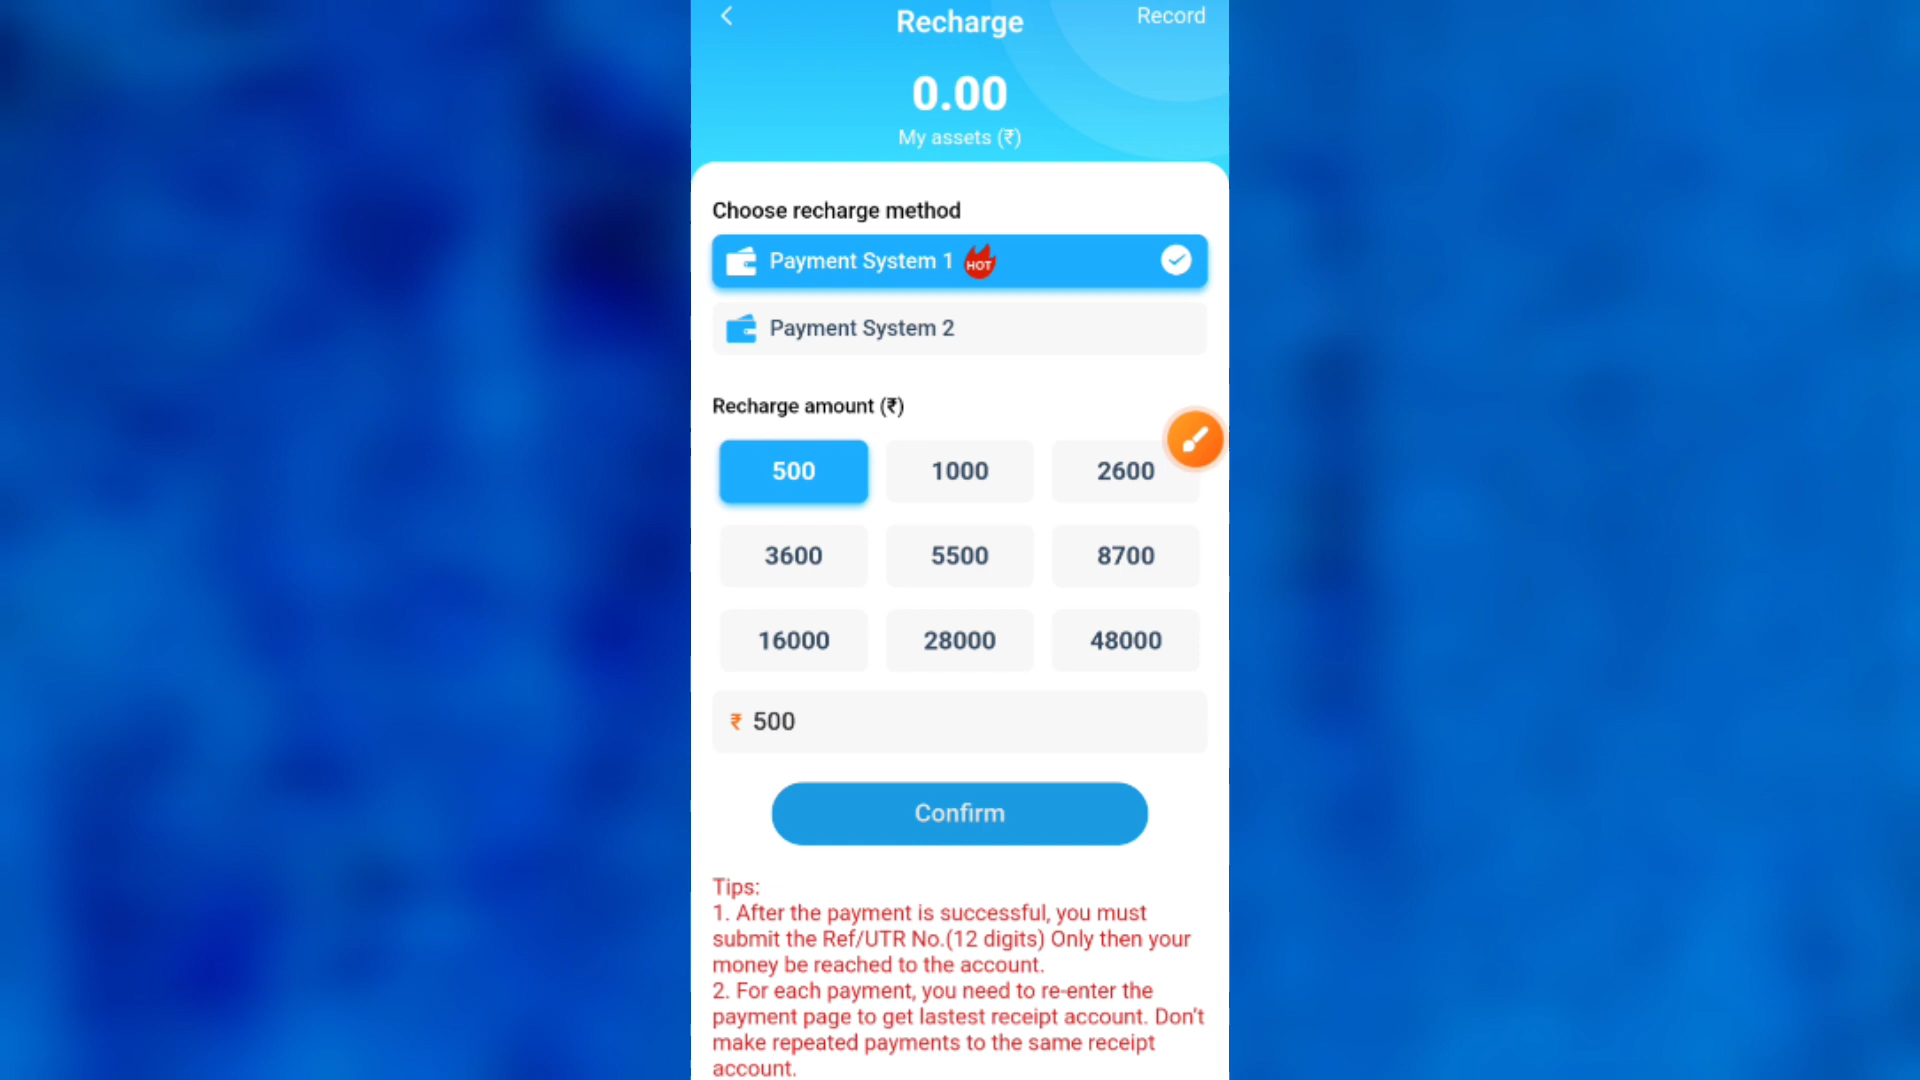 Recharge
Record
0.00
My assets (₹)
Choose recharge method
Payment System 1 HOT
Payment System 2
Recharge amount (₹)
500 1000 2600
3600 5500 8700
16000 28000 48000
₹ 500
Confirm
Tips:
1. After the payment is successful, you must
submit the Ref/UTR No.(12 digits) Only then your
money be reached to the account.
2. For each payment, you need to re-enter the
payment page to get lastest receipt account. Don't
make repeated payments to the same receipt
account.